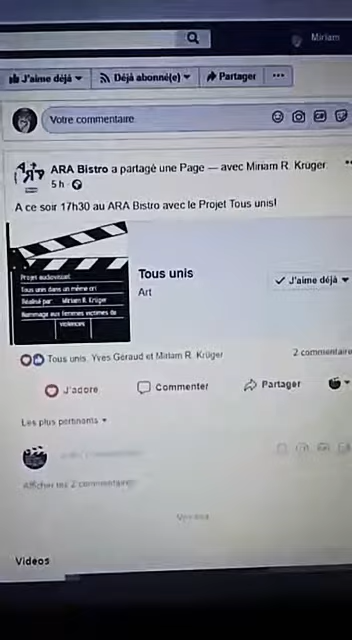 Miriam
J'aime déjà
Déjà abonné(e)
Partager
Votre commentaire
ARA Bistro a partagé une Page — avec Miriam R. Krüger.
5 h
A ce soir 17h30 au ARA Bistro avec le Projet Tous unis!
Projet audiovisuel
Tous unis dans un même cri
Réalisé par Miriam R. Krüger
Hommage aux femmes victimes de
violences
Tous unis
Art
J'aime déjà
Tous unis, Yves Géraud et Miriam R. Krüger
2 commentaire
J'adore
Commenter
Partager
Les plus pertinents
Afficher les 2 commentaires
Vidéos